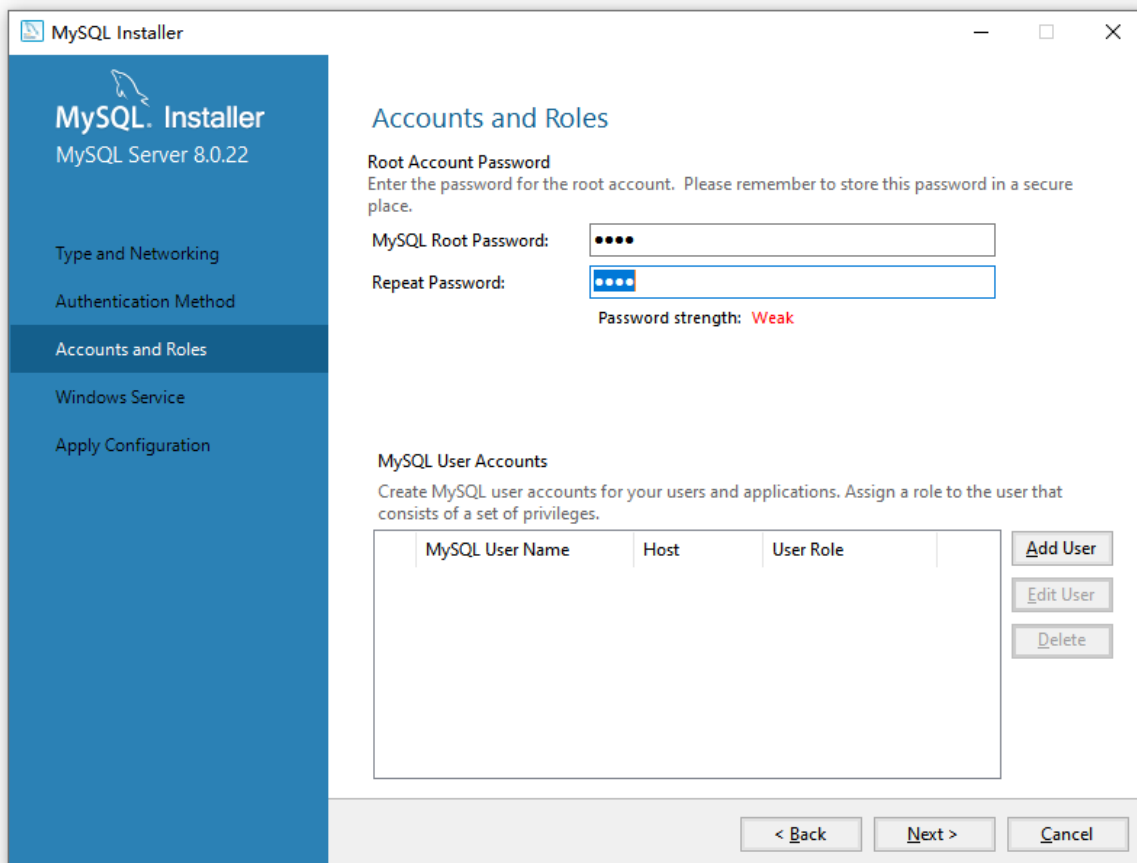 MySQL Installer
MySQL. Installer
MySQL Server 8.0.22
Type and Networking
Authentication Method
Accounts and Roles
Windows Service
Apply Configuration
Accounts and Roles
Root Account Password
Enter the password for the root account.  Please remember to store this password in a secure
place.
MySQL Root Password: ●●●●
Repeat Password: ●●●●
Password strength: Weak
MySQL User Accounts
Create MySQL user accounts for your users and applications. Assign a role to the user that
consists of a set of privileges.
MySQL User Name Host User Role
Add User
Edit User
Delete
< Back Next > Cancel